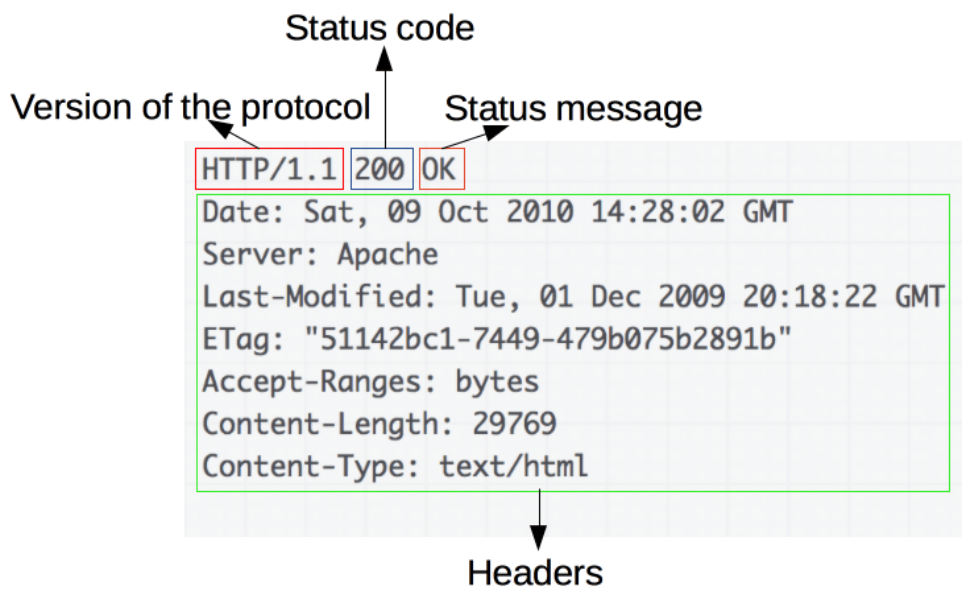 Status code
Version of the protocol
Status message
HTTP/1.1 200 OK
Date: Sat, 09 Oct 2010 14:28:02 GMT
Server: Apache
Last-Modified: Tue, 01 Dec 2009 20:18:22 GMT
ETag: "51142bc1-7449-479b075b2891b"
Accept-Ranges: bytes
Content-Length: 29769
Content-Type: text/html
Headers